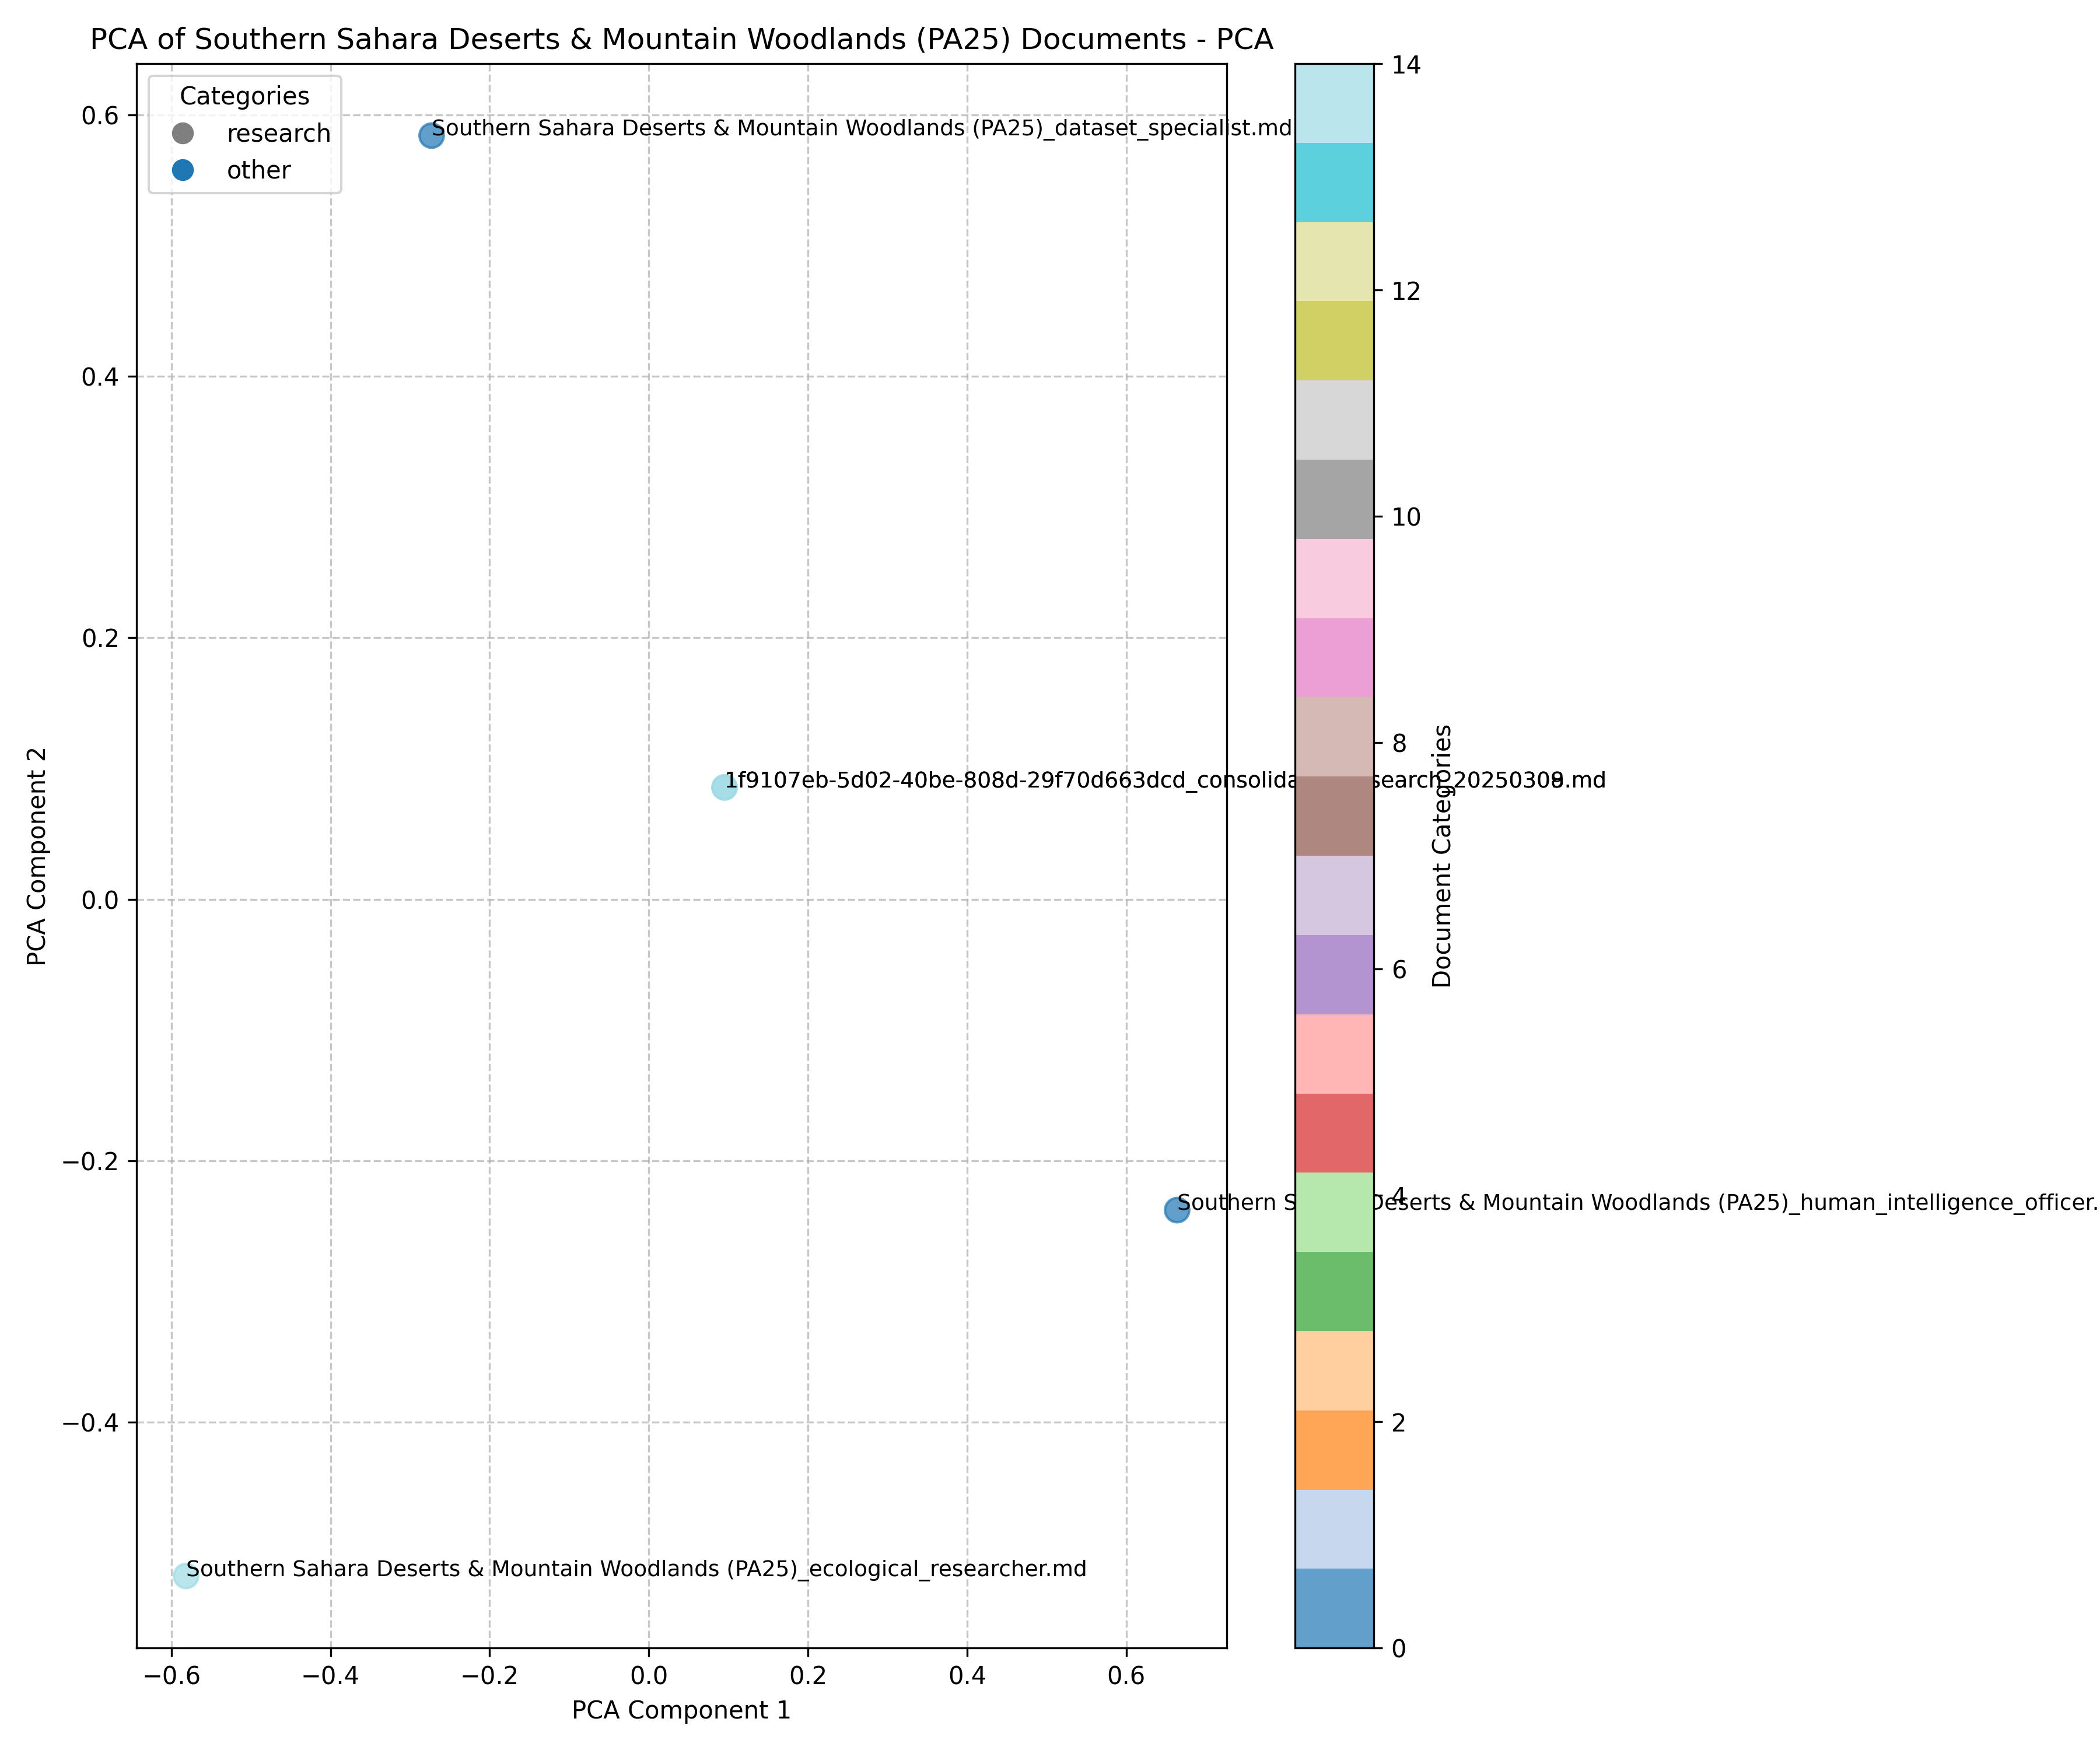 PCA of Southern Sahara Deserts & Mountain Woodlands (PA25) Documents - PCA
Categories
research
other
Southern Sahara Deserts & Mountain Woodlands (PA25)_dataset_specialist.md
1f9107eb-5d02-40be-808d-29f70d663dcd_consolida search_2025030 .md
Southern S Deserts & Mountain Woodlands (PA25)_human_intelligence_officer.
Southern Sahara Deserts & Mountain Woodlands (PA25)_ecological_researcher.md
0.6
0.4
0.2
0.0
−0.2
−0.4
PCA Component 2
−0.6
−0.4
−0.2
0.0
0.2
0.4
0.6
PCA Component 1
14
12
10
8
6
4
2
0
Document Categories